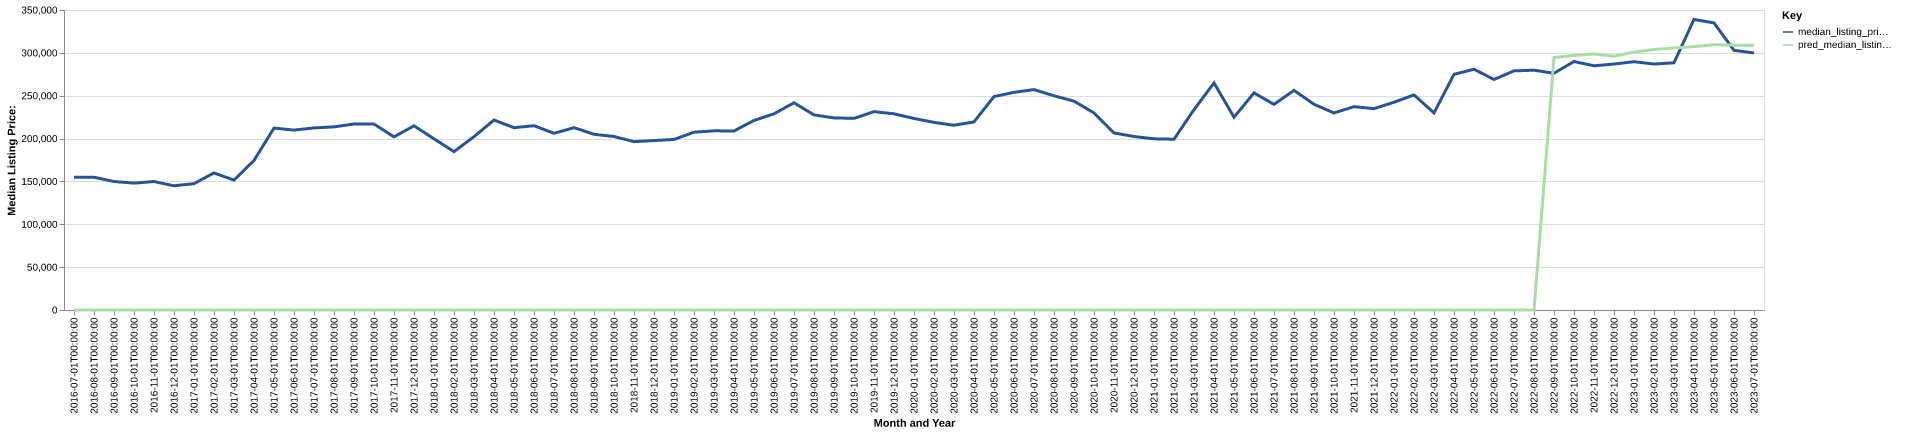 350,000
300,000
250,000
200,000
150,000
100,000
50,000
0
Median Listing Price:
2016-07-01T00:00:00
2016-08-01T00:00:00
2016-09-01T00:00:00
2016-10-01T00:00:00
2016-11-01T00:00:00
2016-12-01T00:00:00
2017-01-01T00:00:00
2017-02-01T00:00:00
2017-03-01T00:00:00
2017-04-01T00:00:00
2017-05-01T00:00:00
2017-06-01T00:00:00
2017-07-01T00:00:00
2017-08-01T00:00:00
2017-09-01T00:00:00
2017-10-01T00:00:00
2017-11-01T00:00:00
2017-12-01T00:00:00
2018-01-01T00:00:00
2018-02-01T00:00:00
2018-03-01T00:00:00
2018-04-01T00:00:00
2018-05-01T00:00:00
2018-06-01T00:00:00
2018-07-01T00:00:00
2018-08-01T00:00:00
2018-09-01T00:00:00
2018-10-01T00:00:00
2018-11-01T00:00:00
2018-12-01T00:00:00
2019-01-01T00:00:00
2019-02-01T00:00:00
2019-03-01T00:00:00
2019-04-01T00:00:00
2019-05-01T00:00:00
2019-06-01T00:00:00
2019-07-01T00:00:00
2019-08-01T00:00:00
2019-09-01T00:00:00
2019-10-01T00:00:00
2019-11-01T00:00:00
2019-12-01T00:00:00
2020-01-01T00:00:00
2020-02-01T00:00:00
2020-03-01T00:00:00
2020-04-01T00:00:00
2020-05-01T00:00:00
2020-06-01T00:00:00
2020-07-01T00:00:00
2020-08-01T00:00:00
2020-09-01T00:00:00
2020-10-01T00:00:00
2020-11-01T00:00:00
2020-12-01T00:00:00
2021-01-01T00:00:00
2021-02-01T00:00:00
2021-03-01T00:00:00
2021-04-01T00:00:00
2021-05-01T00:00:00
2021-06-01T00:00:00
2021-07-01T00:00:00
2021-08-01T00:00:00
2021-09-01T00:00:00
2021-10-01T00:00:00
2021-11-01T00:00:00
2021-12-01T00:00:00
2022-01-01T00:00:00
2022-02-01T00:00:00
2022-03-01T00:00:00
2022-04-01T00:00:00
2022-05-01T00:00:00
2022-06-01T00:00:00
2022-07-01T00:00:00
2022-08-01T00:00:00
2022-09-01T00:00:00
2022-10-01T00:00:00
2022-11-01T00:00:00
2022-12-01T00:00:00
2023-01-01T00:00:00
2023-02-01T00:00:00
2023-03-01T00:00:00
2023-04-01T00:00:00
2023-05-01T00:00:00
2023-06-01T00:00:00
2023-07-01T00:00:00
Month and Year
Key
median_listing_pri…
pred_median_listin…